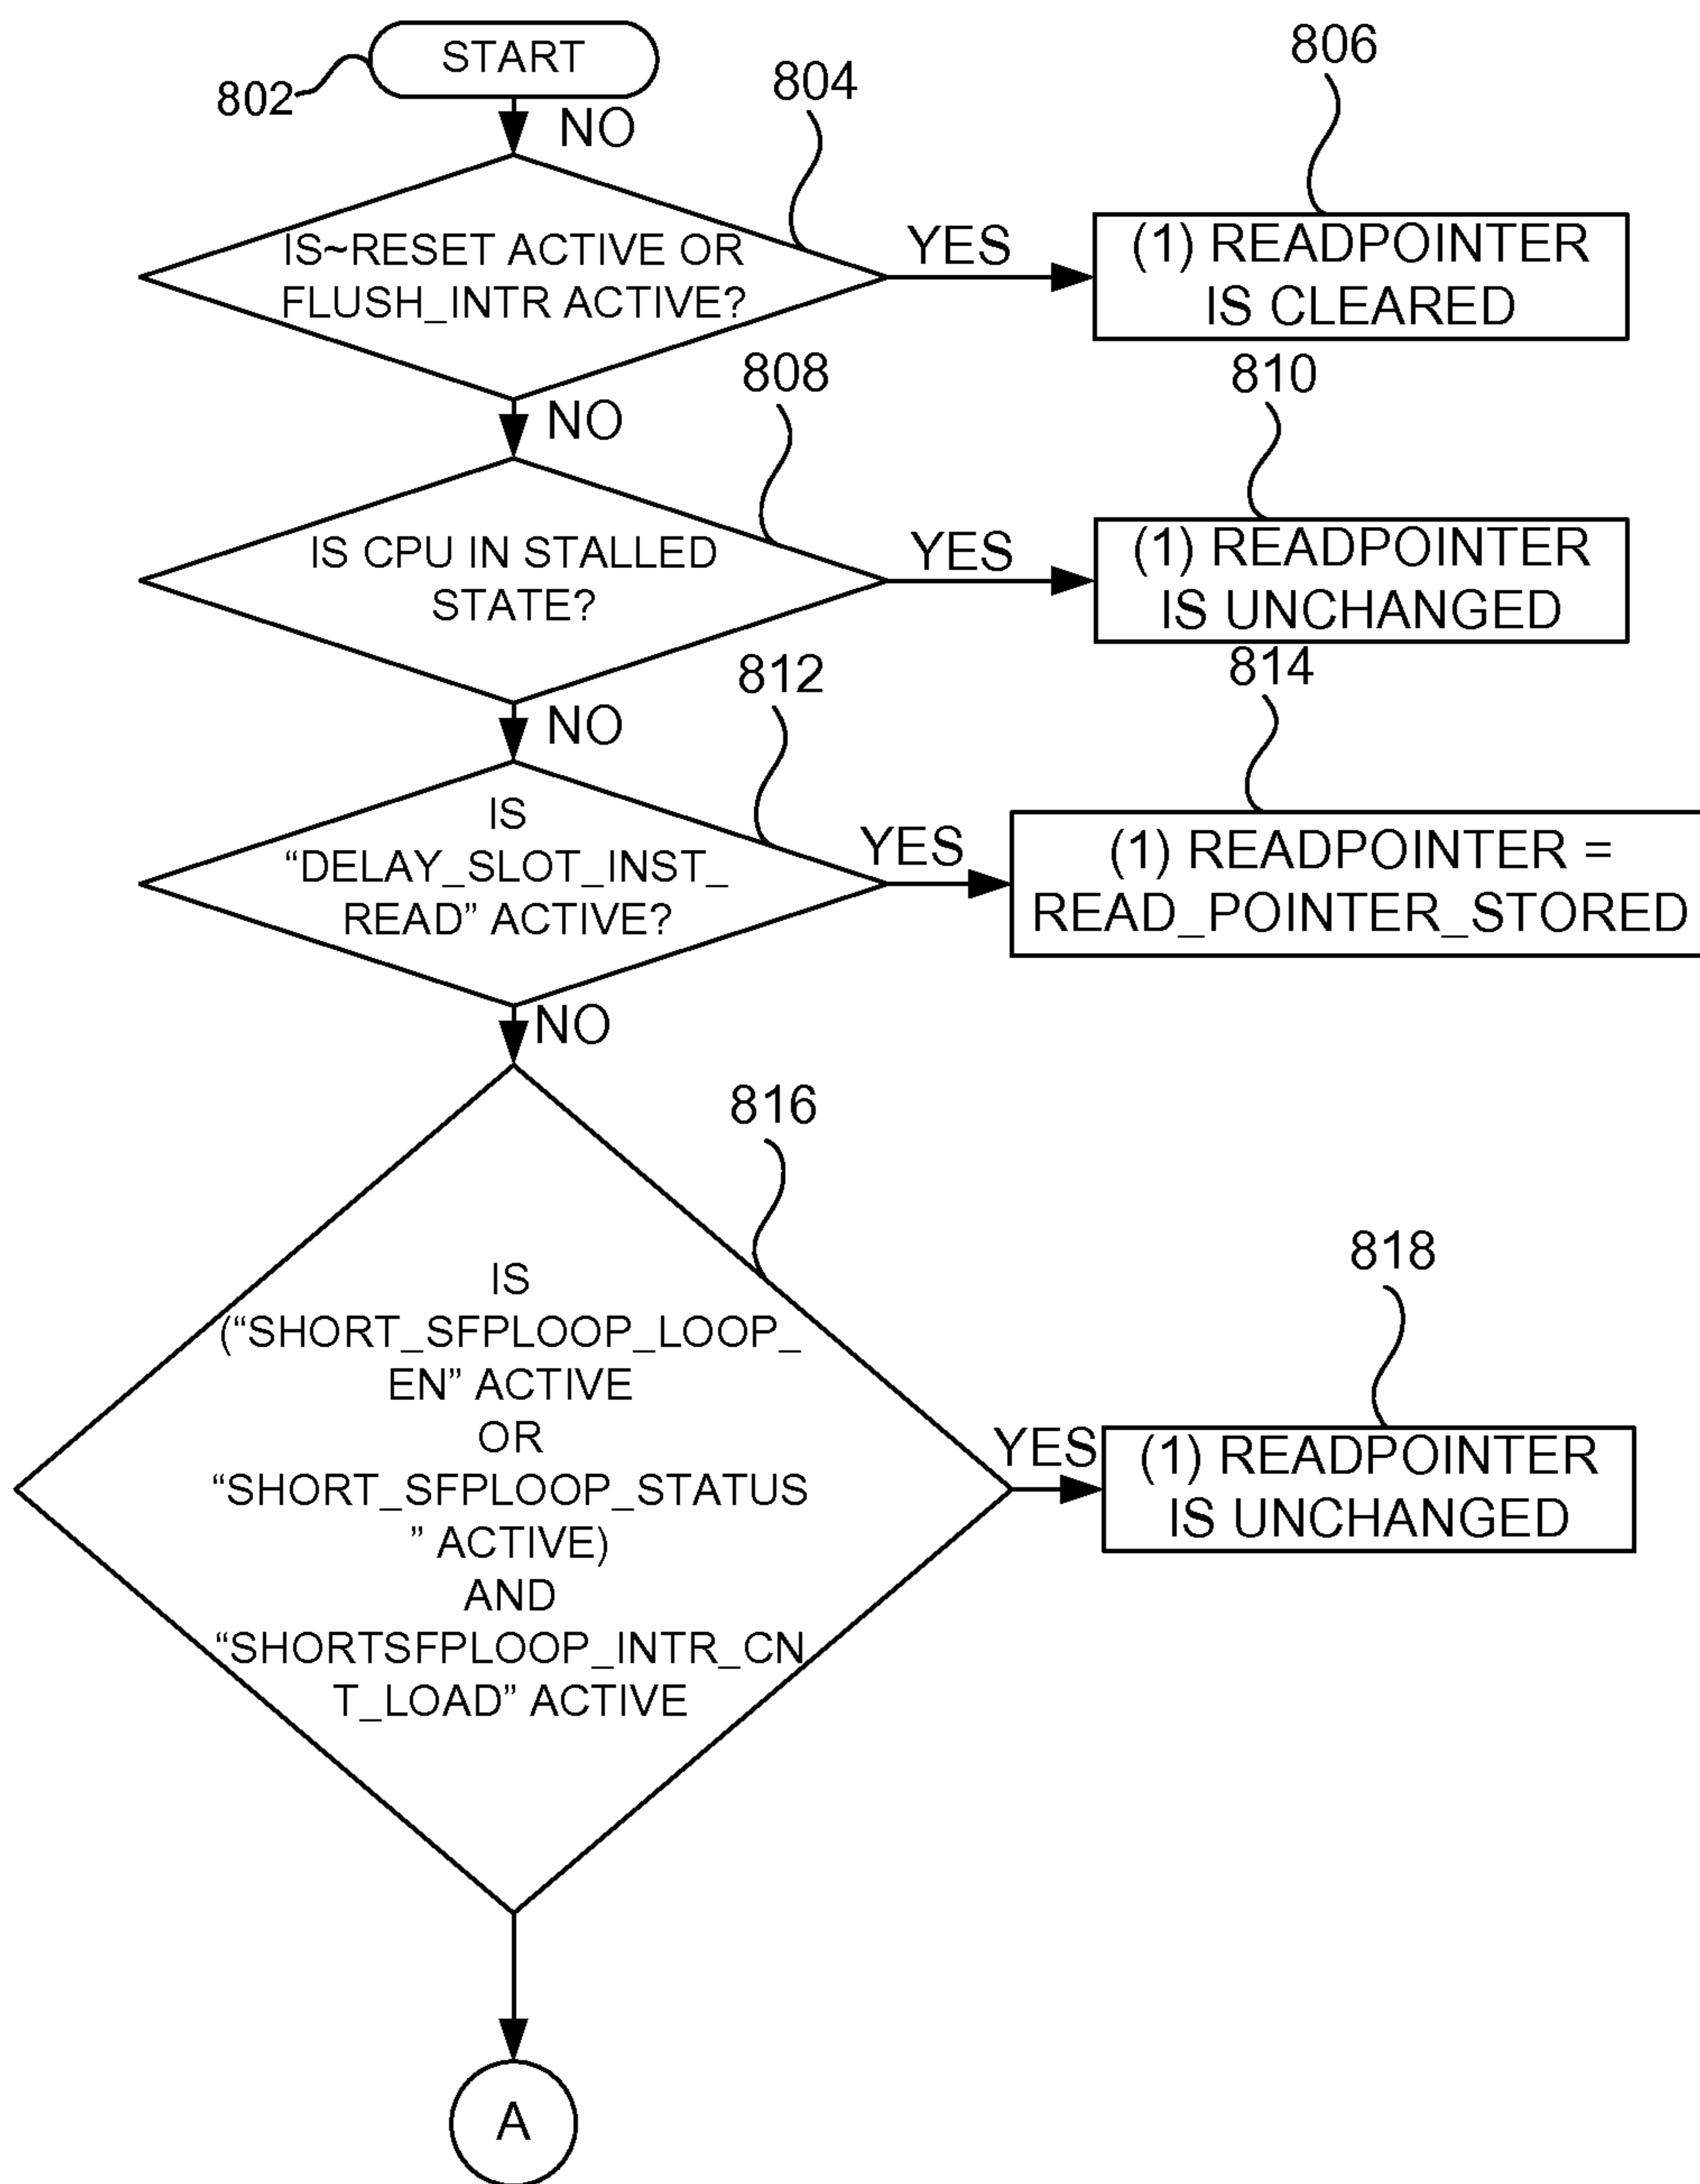 START
802
NO
804
806
IS~RESET ACTIVE OR
FLUSH_INTR ACTIVE?
YES
(1) READPOINTER
IS CLEARED
NO
808
810
IS CPU IN STALLED
STATE?
YES
(1) READPOINTER
IS UNCHANGED
NO
812
814
IS
“DELAY_SLOT_INST_
READ” ACTIVE?
YES
(1) READPOINTER =
READ_POINTER_STORED
NO
816
818
IS
(“SHORT_SFPLOOP_LOOP_
EN” ACTIVE
OR
“SHORT_SFPLOOP_STATUS
” ACTIVE)
AND
“SHORTSFPLOOP_INTR_CN
T_LOAD” ACTIVE
YES
(1) READPOINTER
IS UNCHANGED
A